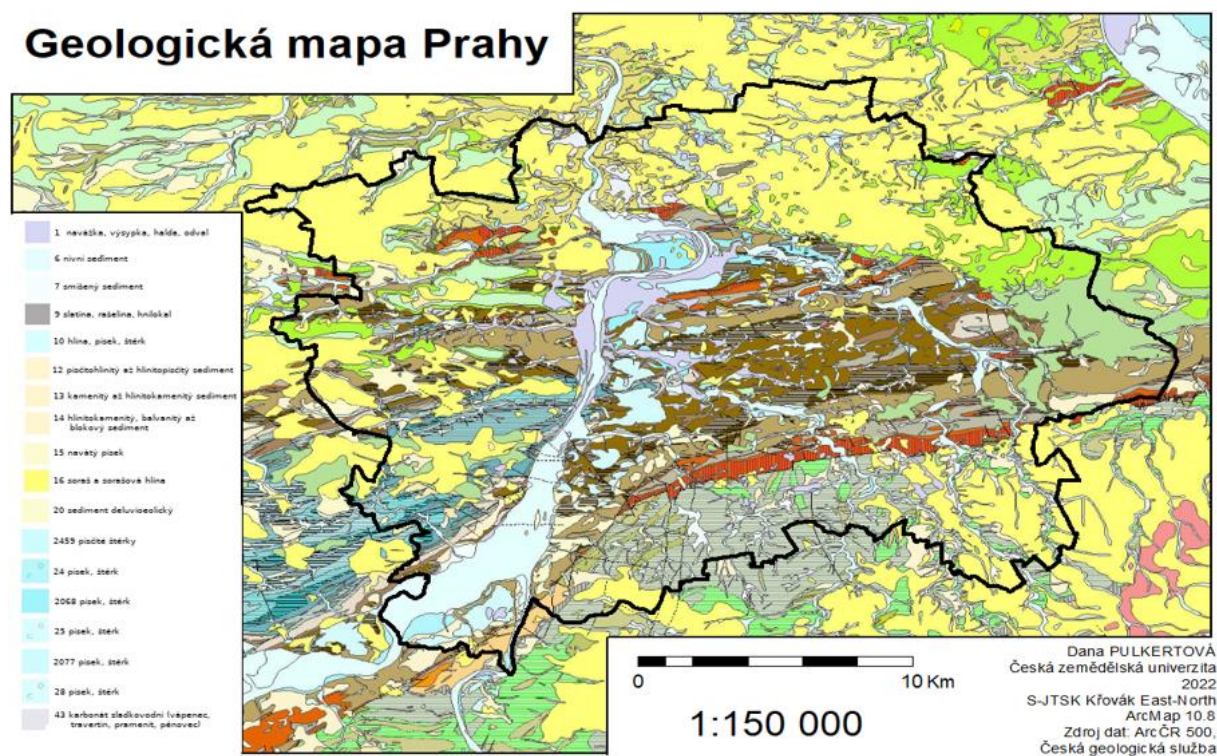 Geologická mapa Prahy
1 navážka, výsypka, halda, odval
6 nivní sediment
7 smíšený sediment
9 slatina, rašelina, hnilokal
10 hlína, písek, štěrk
12 písčitohlinitý až hlinitopísčitý sediment
13 kamenitý až hlinitokamenitý sediment
14 hlinitokamenitý, balvanitý až
blokový sediment
15 navátý písek
16 spraš a sprašová hlína
20 sediment deluvioeolický
2459 písčité štěrky
24 písek, štěrk
2068 písek, štěrk
25 písek, štěrk
2077 písek, štěrk
28 písek, štěrk
43 karbonát sladkovodní (vápenec,
travertin, pramenit, pěnovec)
0 10 Km
1:150 000
Dana PULKERTOVÁ
Česká zemědělská univerzita
2022
S-JTSK Křovák East-North
ArcMap 10.8
Zdroj dat: ArcČR 500,
Česká geologická služba